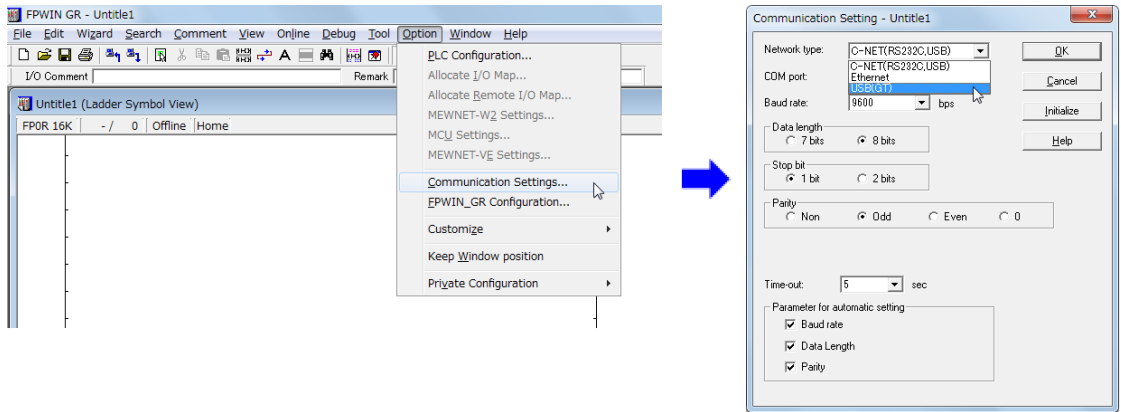 FPWIN GR - Untitle1
File Edit Wizard Search Comment View Online Debug Tool Option Window Help
I/O Comment Remark
Untitle1 (Ladder Symbol View)
FP0R 16K - / 0 Offline Home
PLC Configuration...
Allocate I/O Map...
Allocate Remote I/O Map...
MEWNET-W2 Settings...
MCU Settings...
MEWNET-VE Settings...
Communication Settings...
FPWIN_GR Configuration...
Customize
Keep Window position
Private Configuration
Communication Setting - Untitle1
Network type: C-NET(RS232C,USB) OK
C-NET(RS232C,USB)
COM port: Ethernet Cancel
USB(GT)
Baud rate: 9600 bps Initialize
Data length
7 bits 8 bits Help
Stop bit
1 bit 2 bits
Parity
Non Odd Even 0
Time-out: 5 sec
Parameter for automatic setting
Baud rate
Data Length
Parity